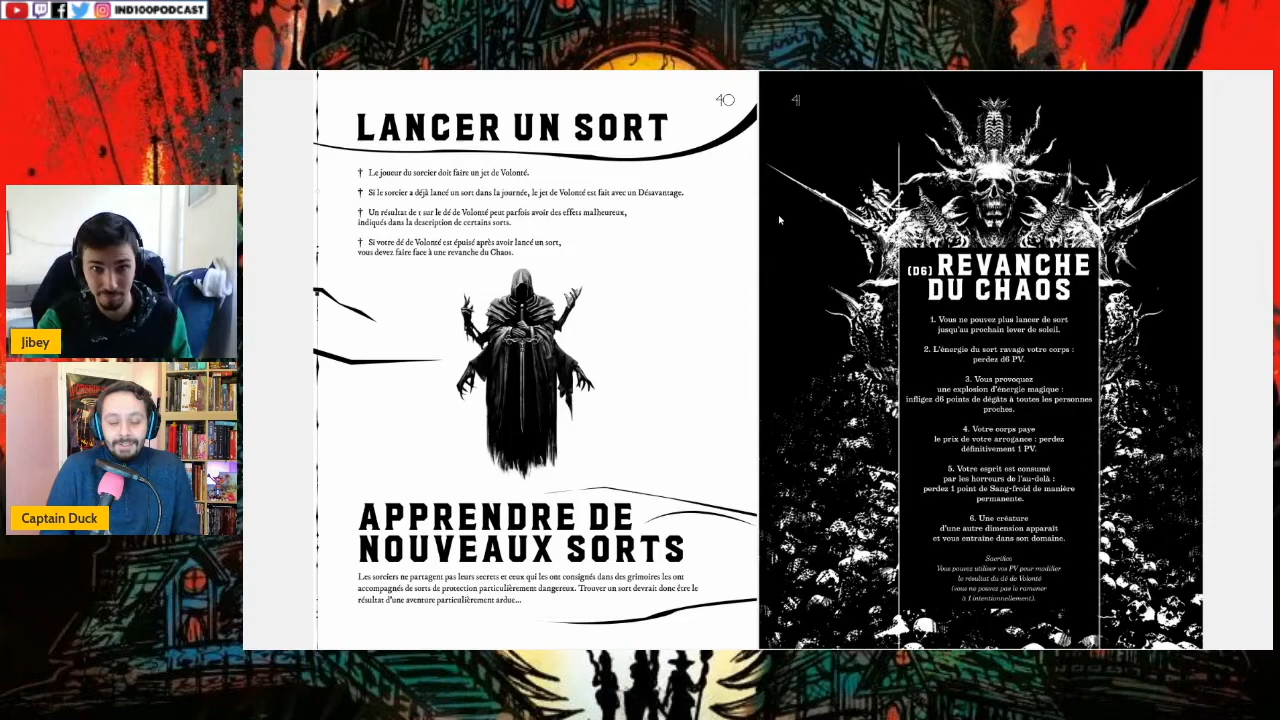 IND100PODCAST
40
LANCER UN SORT
† Le joueur du sorcier doit faire un jet de Volonté.
† Si le sorcier a déjà lancé un sort dans la journée, le jet de Volonté est fait avec un Désavantage.
† Un résultat de 1 sur le dé de Volonté peut parfois avoir des effets malheureux,
indiqués dans la description de certains sorts.
† Si votre dé de Volonté est épuisé après avoir lancé un sort,
vous devez faire face à une revanche du Chaos.
APPRENDRE DE
NOUVEAUX SORTS
Les sorciers ne partagent pas leurs secrets et ceux qui les ont consignés dans des grimoires les ont
accompagnés de sorts de protection particulièrement dangereux. Trouver un sort devrait donc être le
résultat d'une aventure particulièrement ardue...
41
(D6) REVANCHE
DU CHAOS
1. Vous ne pouvez plus lancer de sort
jusqu'au prochain lever de soleil.
2. L'énergie du sort ravage votre corps :
perdez d6 PV.
3. Vous provoquez
une explosion d'énergie magique :
infligez d6 points de dégâts à toutes les personnes
proches.
4. Votre corps paye
le prix de votre arrogance : perdez
définitivement 1 PV.
5. Votre esprit est consumé
par les horreurs de l'au-delà :
perdez 1 point de Sang-froid de manière
permanente.
6. Une créature
d'une autre dimension apparaît
et vous entraîne dans son domaine.
Sacrifice
Vous pouvez utiliser vos PV pour modifier
le résultat du dé de Volonté
(vous ne pouvez pas le ramener
à 1 intentionnellement).
Jibey
Captain Duck